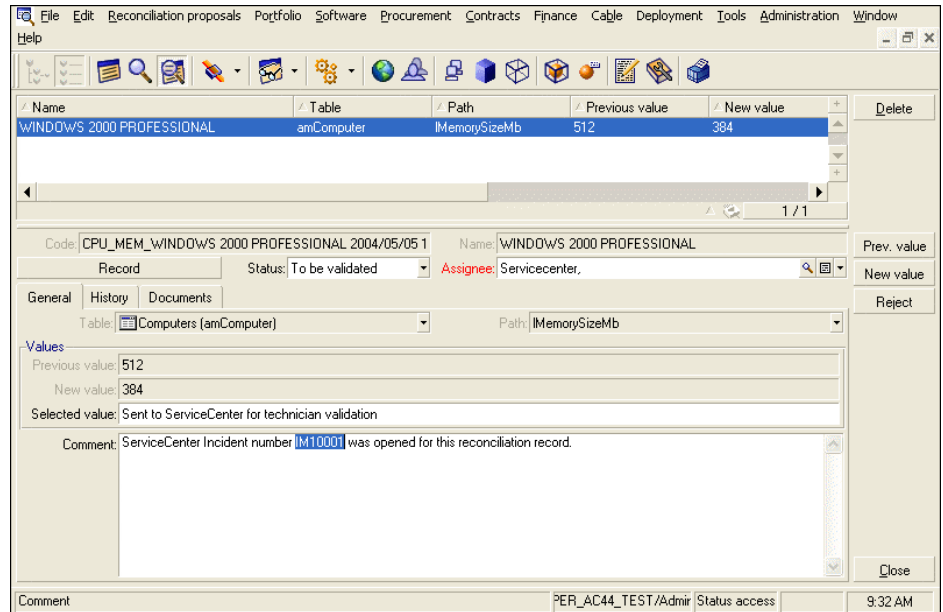 File Edit Reconciliation proposals Portfolio Software Procurement Contracts Finance Cable Deployment Tools Administration Window
Help
Name Table Path Previous value New value Delete
WINDOWS 2000 PROFESSIONAL amComputer lMemorySizeMb 512 384
1 / 1
Code: CPU_MEM_WINDOWS 2000 PROFESSIONAL 2004/05/05 1 Name: WINDOWS 2000 PROFESSIONAL Prev. value
Record Status: To be validated Assignee: Servicecenter, New value
General History Documents Reject
Table: Computers (amComputer) Path: lMemorySizeMb
Values
Previous value: 512
New value: 384
Selected value: Sent to ServiceCenter for technician validation
Comment: ServiceCenter Incident number IM10001 was opened for this reconciliation record.
Close
Comment PER_AC44_TEST/Admir Status access 9:32 AM